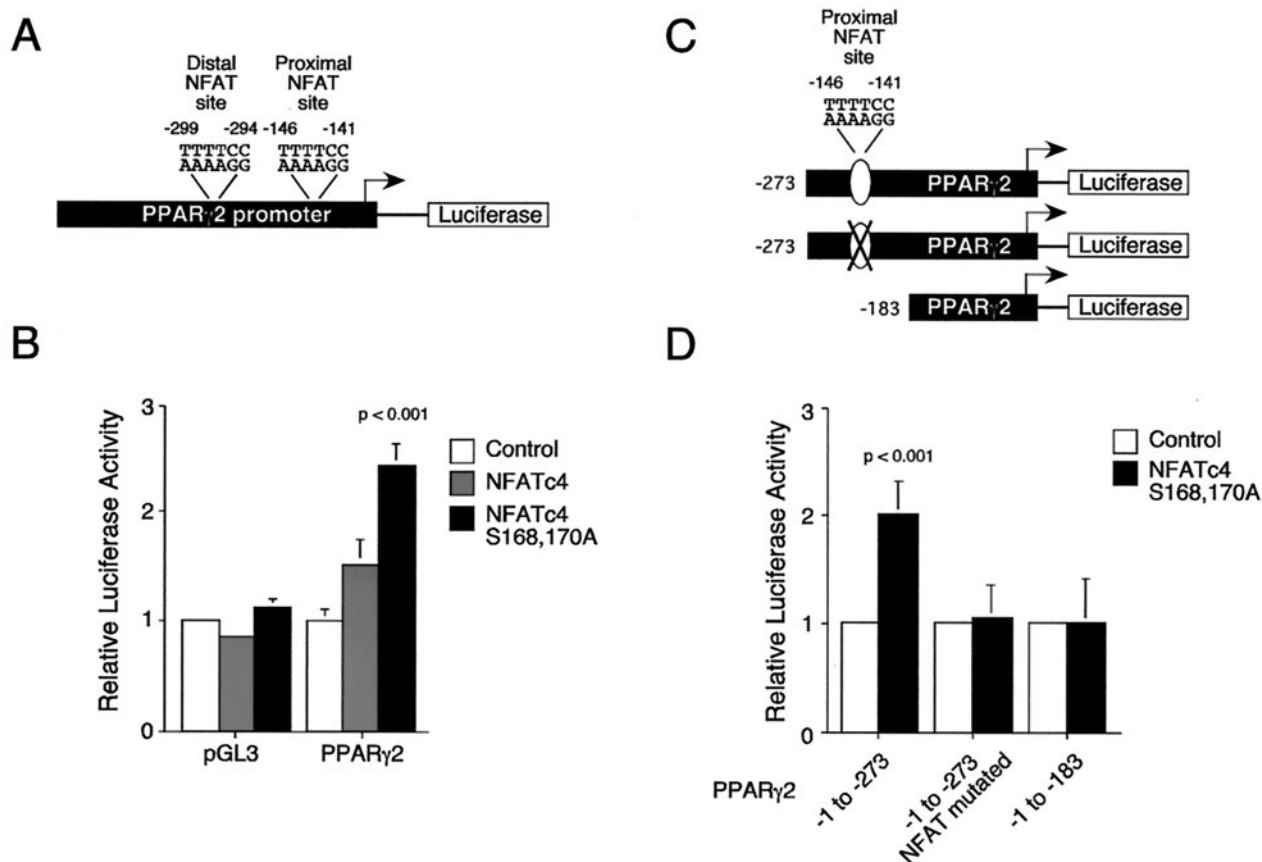 A
Distal
NFAT
site
Proximal
NFAT
site
-299 -294 -146 -141
TTTTCC TTTTCC
AAAAGG AAAAGG
PPARγ2 promoter
Luciferase
B
Relative Luciferase Activity
3
2
1
0
p < 0.001
Control
NFATc4
NFATc4
S168,170A
pGL3
PPARγ2
C
Proximal
NFAT
site
-146 -141
TTTTCC
AAAAGG
-273 PPARγ2 Luciferase
-273 PPARγ2 Luciferase
-183 PPARγ2 Luciferase
D
Relative Luciferase Activity
3
2
1
0
p < 0.001
Control
NFATc4
S168,170A
PPARγ2
-1 to -273
-1 to -273
NFAT mutated
-1 to -183